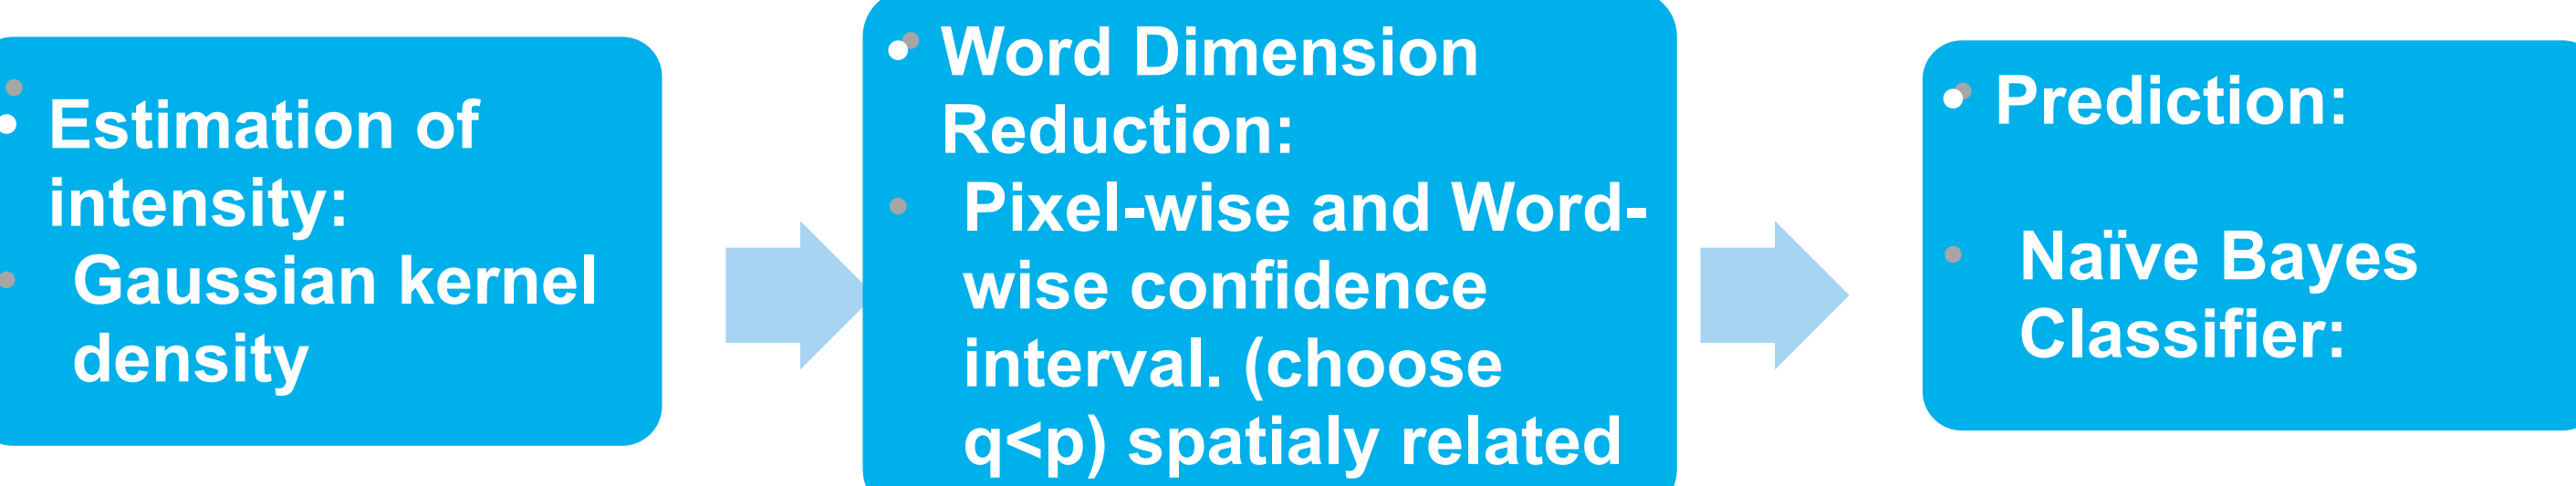 Estimation of
intensity:
Gaussian kernel
density
Word Dimension
Reduction:
Pixel-wise and Word-
wise confidence
interval. (choose
q<p) spatialy related
Prediction:
Naïve Bayes
Classifier: